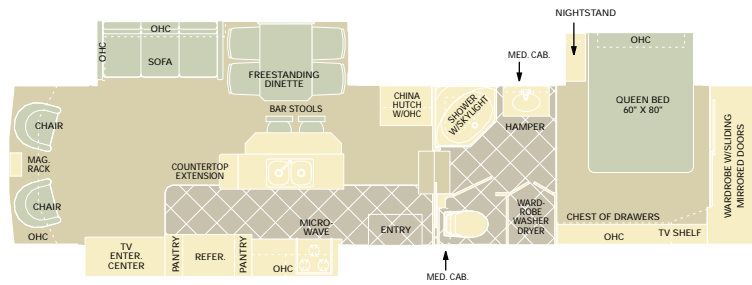 NIGHTSTAND
OHC
OHC
SOFA
FREESTANDING
DINETTE
MED. CAB.
OHC
QUEEN BED
60" X 80"
CHINA
HUTCH
W/OHC
SHOWER
W/SKYLIGHT
HAMPER
BAR STOOLS
CHAIR
MAG.
RACK
COUNTERTOP
EXTENSION
CHAIR
OHC
MICRO-
WAVE
ENTRY
WARD-
ROBE
WASHER
DRYER
CHEST OF DRAWERS
OHC
TV SHELF
WARDROBE W/SLIDING
MIRRORED DOORS
TV
ENTER.
CENTER
PANTRY
REFER.
PANTRY
OHC
MED. CAB.